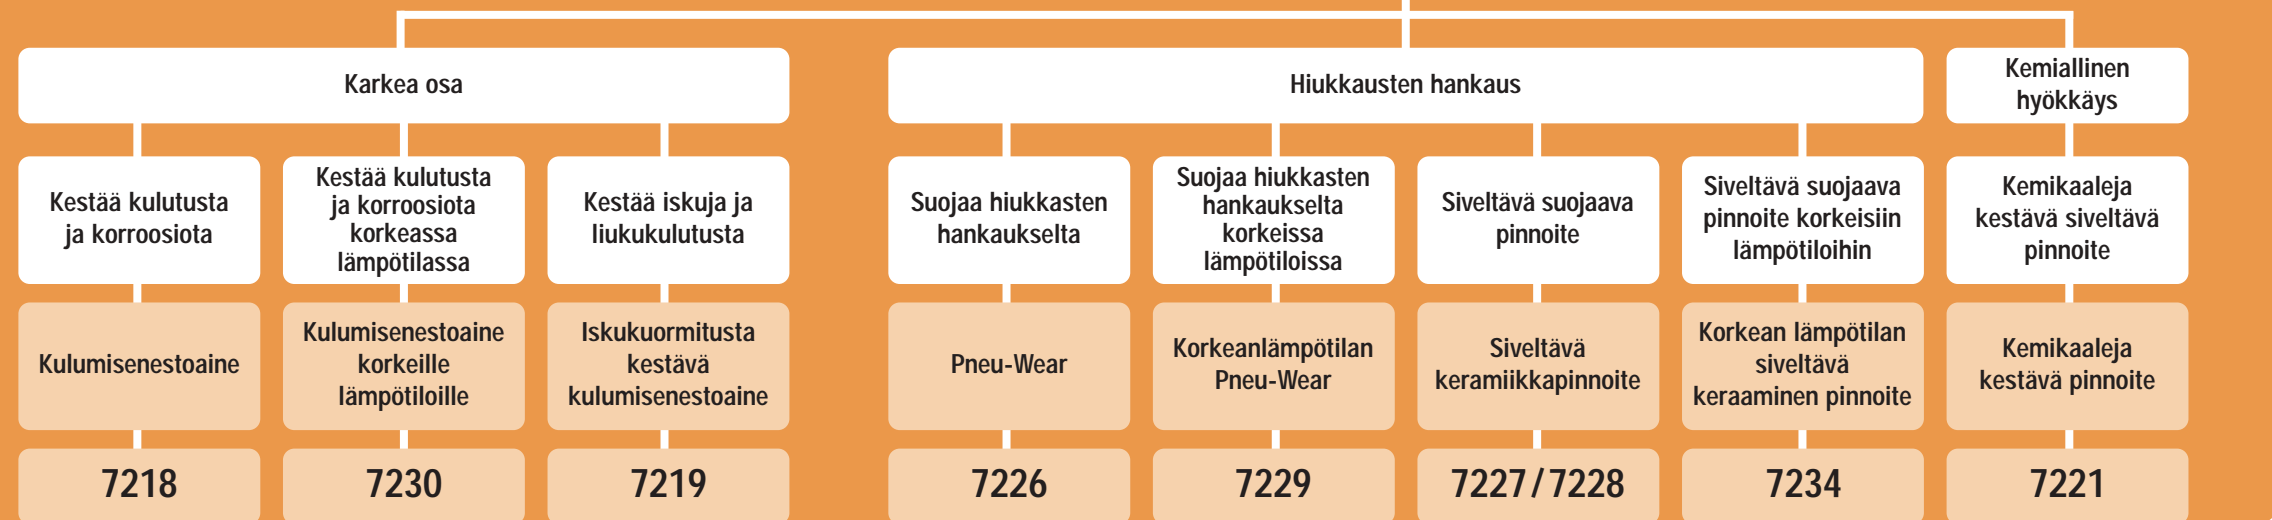 Karkea osa
Hiukkausten hankaus
Kemiallinen
hyökkäys
Kestää kulutusta
ja korroosiota
Kestää kulutusta
ja korroosiota
korkeassa
lämpötilassa
Kestää iskuja ja
liukukulutusta
Suojaa hiukkasten
hankaukselta
Suojaa hiukkasten
hankaukselta
korkeissa
lämpötiloissa
Siveltävä suojaava
pinnoite
Siveltävä suojaava
pinnoite korkeisiin
lämpötiloihin
Kemikaaleja
kestävä siveltävä
pinnoite
Kulumisenestoaine
Kulumisenestoaine
korkeille
lämpötiloille
Iskukuormitusta
kestävä
kulumisenestoaine
Pneu-Wear
Korkeanlämpötilan
Pneu-Wear
Siveltävä
keramiikkapinnoite
Korkean lämpötilan
siveltävä
keraaminen pinnoite
Kemikaaleja
kestävä pinnoite
7218
7230
7219
7226
7229
7227/7228
7234
7221